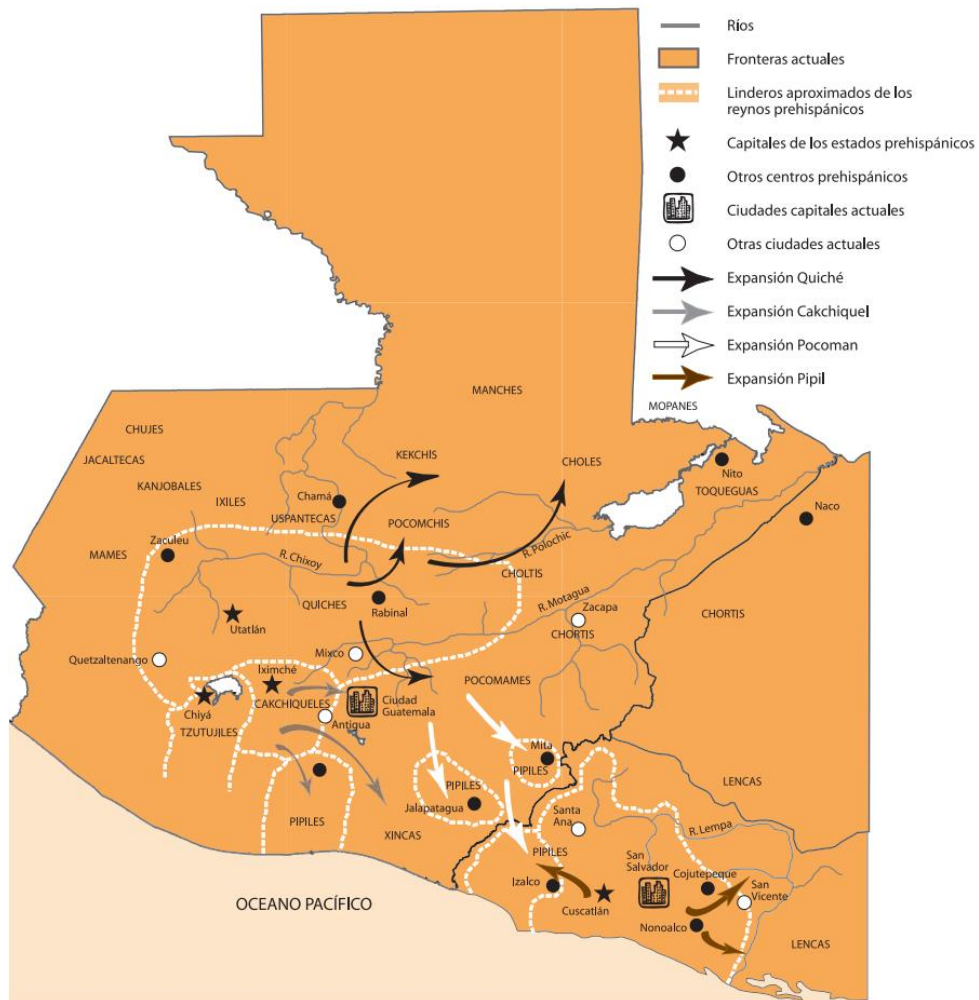 Ríos
Fronteras actuales
Linderos aproximados de los
reynos prehispánicos
Capitales de los estados prehispánicos
Otros centros prehispánicos
Ciudades capitales actuales
Otras ciudades actuales
Expansión Quiché
Expansión Cakchiquel
Expansión Pocoman
Expansión Pipil
MANCHES
MOPANES
CHUJES
JACALTECAS
KEKCHÍS
CHOLES
Nito
TOQUEGUAS
KANJOBALES
IXILES
Chamá
USPANTECAS
POCOMCHIS
Naco
MAMES
Zaculeu
R. Chixoy
R. Polochic
CHOLTIS
QUICHES
Rabinal
R. Motagua
Zacapa
CHORTIS
CHORTIS
Utatlán
Quetzaltenango
Mixco
Iximché
POCOMAMES
CAKCHIQUELES
Ciudad
Guatemala
Chiyá
Antigua
TZUTUJILES
Mita
PIPILES
LENCAS
PIPILES
Jalapatagua
PIPILES
XINCAS
Santa
Ana
R. Lempa
PIPILES
San
Salvador
Cojutepeque
Izalco
San
Vicente
Cuscatlán
Nonoalco
OCEANO PACÍFICO
LENCAS